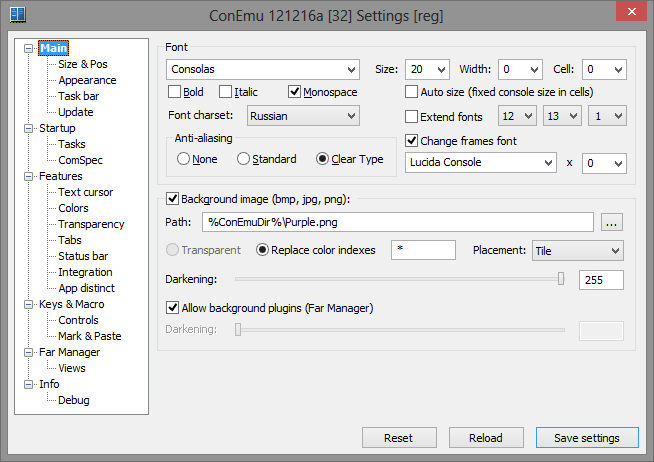 ConEmu 121216a [32] Settings [reg]
Main
Size & Pos
Appearance
Task bar
Update
Startup
Tasks
ComSpec
Features
Text cursor
Colors
Transparency
Tabs
Status bar
Integration
App distinct
Keys & Macro
Controls
Mark & Paste
Far Manager
Views
Info
Debug
Font
Consolas Size: 20 Width: 0 Cell: 0
Bold Italic Monospace Auto size (fixed console size in cells)
Font charset: Russian Extend fonts 12 13 1
Anti-aliasing Change frames font
None Standard Clear Type Lucida Console x 0
Background image (bmp, jpg, png):
Path: %ConEmuDir%\Purple.png ...
Transparent Replace color indexes * Placement: Tile
Darkening: 255
Allow background plugins (Far Manager)
Darkening:
Reset Reload Save settings